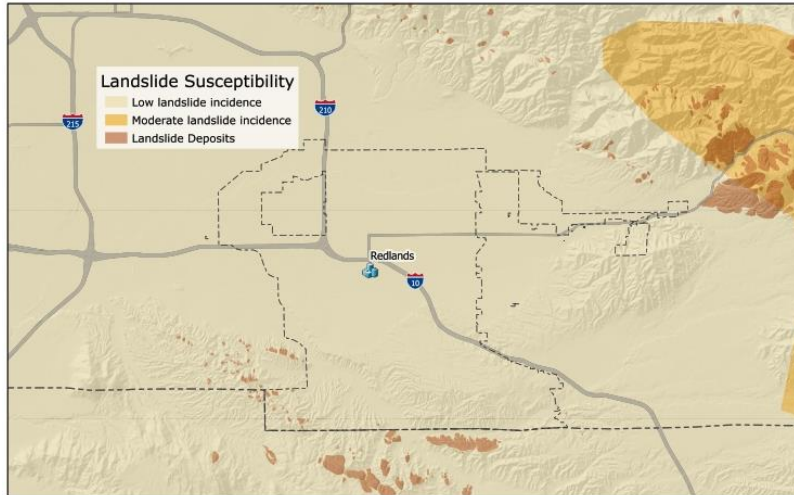 Landslide Susceptibility
Low landslide incidence
Moderate landslide incidence
Landslide Deposits
215
210
Redlands
10